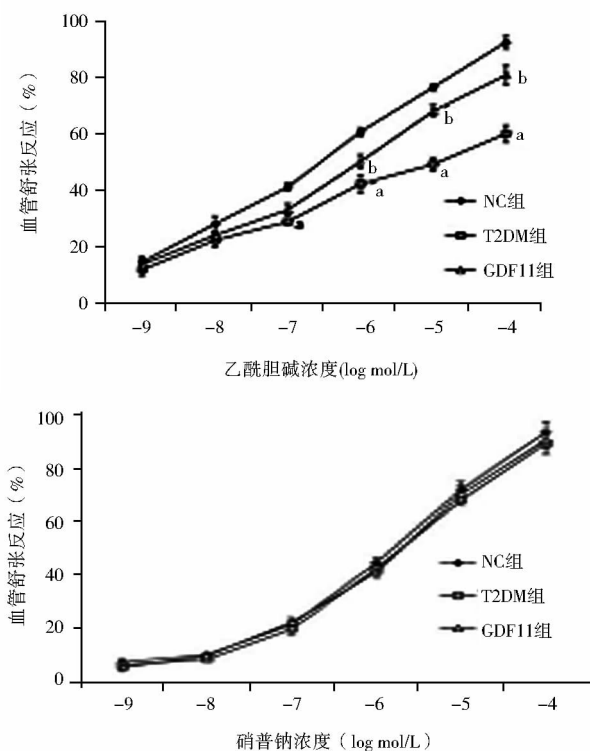 100
80
60
40
20
0
血管舒张反应（%）
b
b
b
a
a
a
a
NC组
T2DM组
GDF11组
-9 -8 -7 -6 -5 -4
乙酰胆碱浓度(log mol/L)
100
80
60
40
20
0
血管舒张反应（%）
NC组
T2DM组
GDF11组
-9 -8 -7 -6 -5 -4
硝普钠浓度（log mol/L）